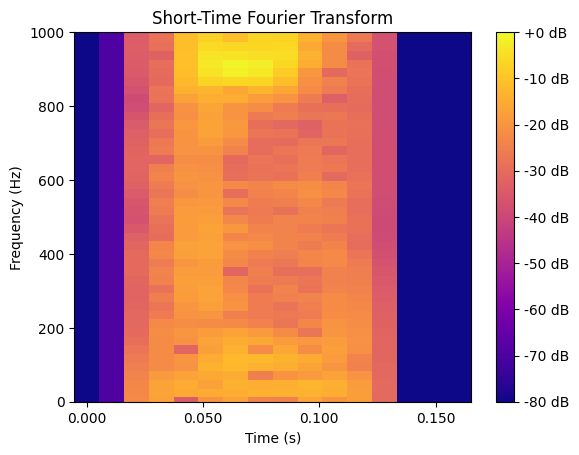 Short-Time Fourier Transform
1000
800
600
400
200
0
Frequency (Hz)
0.000
0.050
0.100
0.150
Time (s)
+0 dB
-10 dB
-20 dB
-30 dB
-40 dB
-50 dB
-60 dB
-70 dB
-80 dB